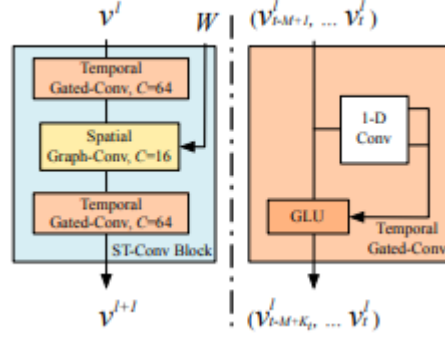 v^l
W
Temporal
Gated-Conv, C=64
Spatial
Graph-Conv, C=16
Temporal
Gated-Conv, C=64
ST-Conv Block
v^{l+1}
(v^l_{t-M+1}, ... v^l_t)
1-D
Conv
GLU
Temporal
Gated-Conv
(v^l_{t-M+K_t}, ... v^l_t)